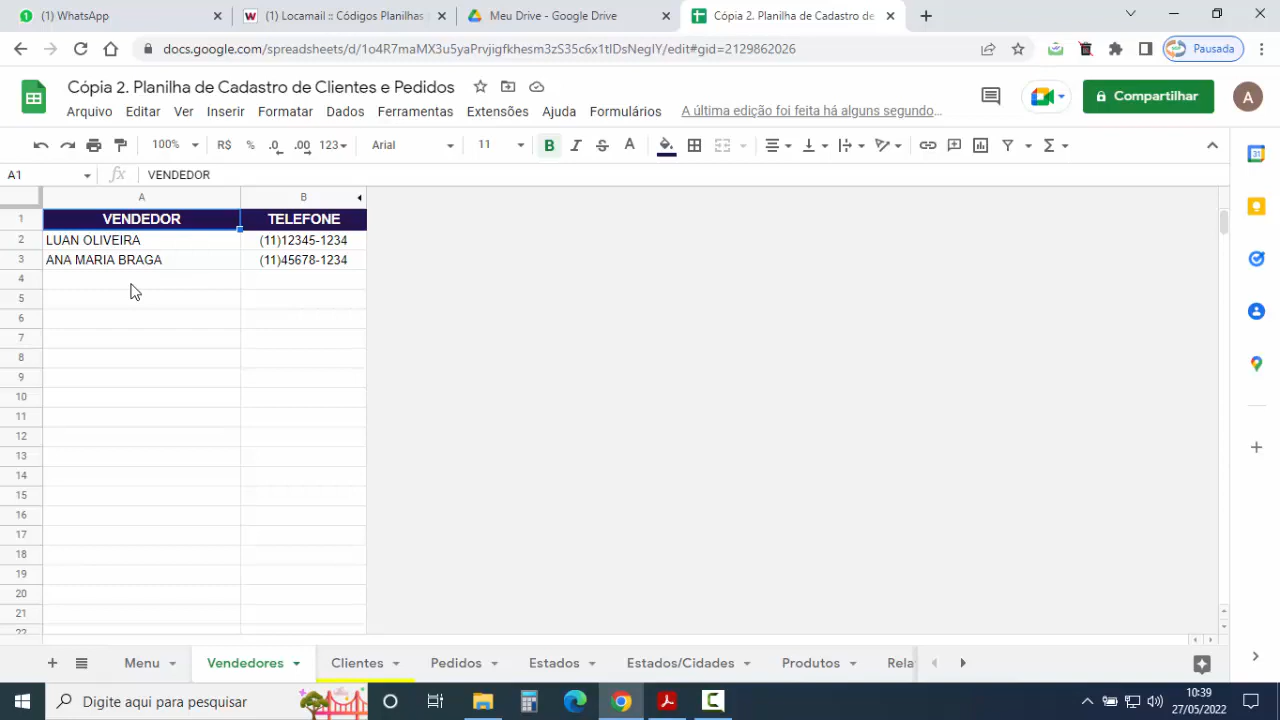 (1) WhatsApp
(1) Locamail :: Códigos Planilhas
Meu Drive - Google Drive
Cópia 2. Planilha de Cadastro de
docs.google.com/spreadsheets/d/1o4R7maMX3u5yaPrvjigfkhesm3zS35c6x1tIDsNegIY/edit#gid=2129862026
Pausada
Cópia 2. Planilha de Cadastro de Clientes e Pedidos
Compartilhar
A
Arquivo Editar Ver Inserir Formatar Dados Ferramentas Extensões Ajuda Formulários A última edição foi feita há alguns segundo...
100% R$ % .0 .00 123 Arial 11 B I S A Σ
31
A1 fx VENDEDOR
A B
1 VENDEDOR TELEFONE
2 LUAN OLIVEIRA (11)12345-1234
3 ANA MARIA BRAGA (11)45678-1234
4
5
6
7
8
9
10
11
12
13
14
15
16
17
18
19
20
21
22
Menu Vendedores Clientes Pedidos Estados Estados/Cidades Produtos Rela
Digite aqui para pesquisar
10:39
27/05/2022